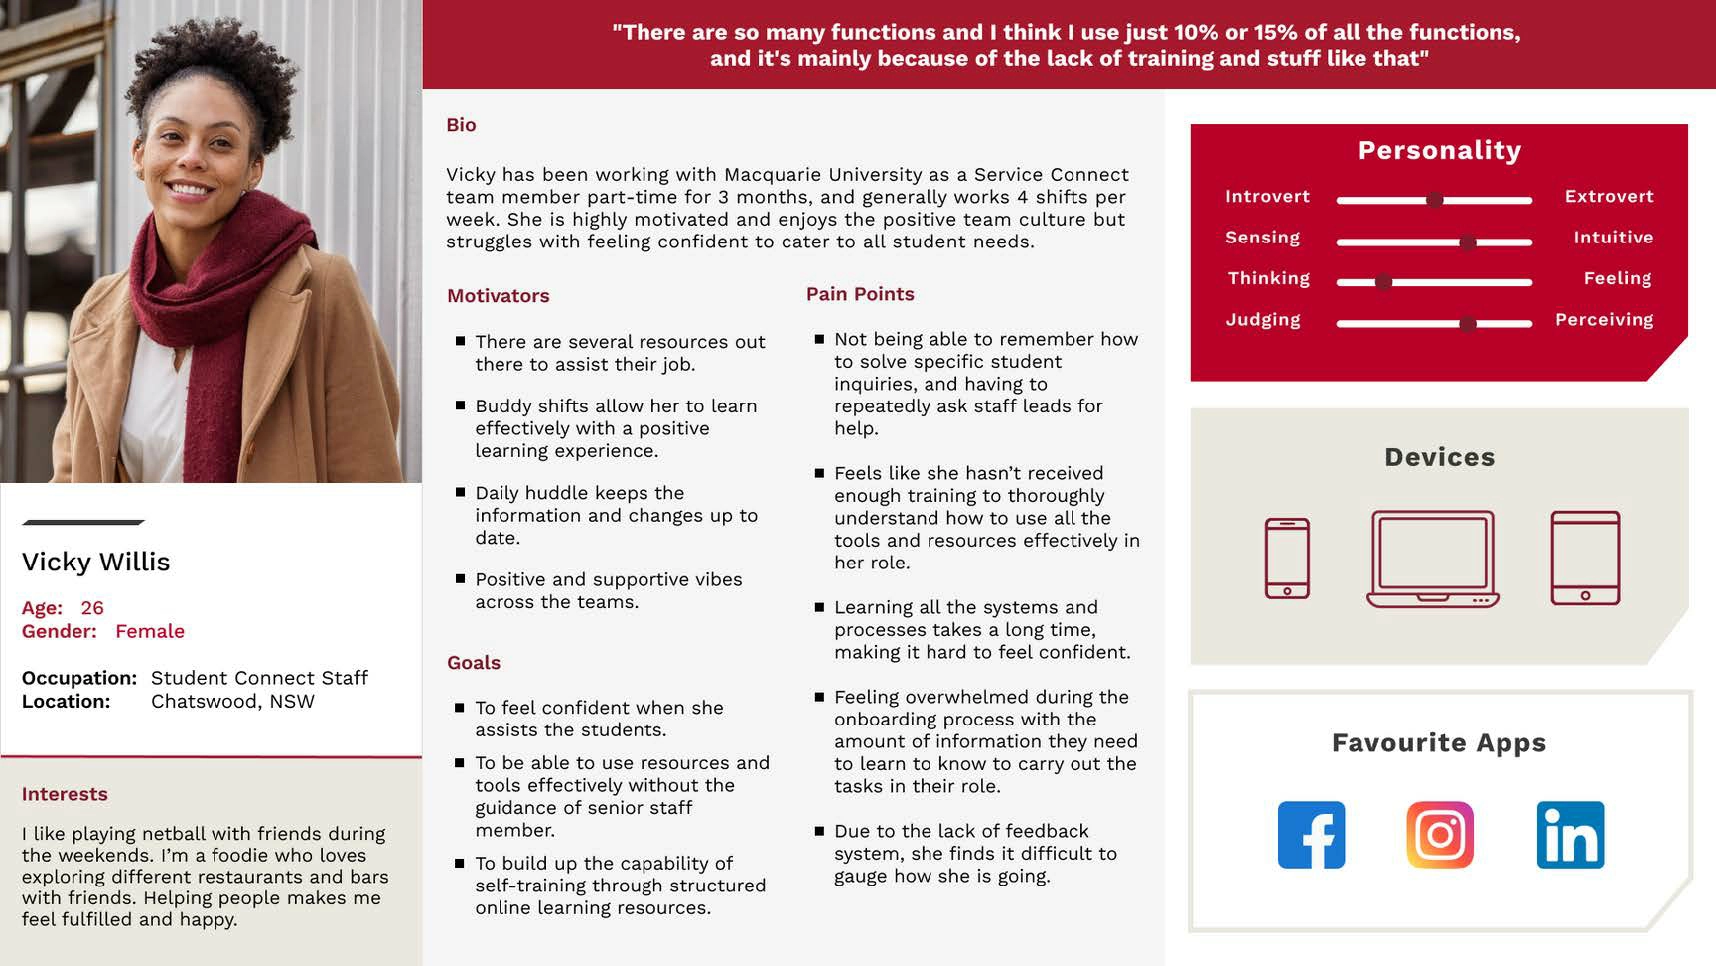 "There are so many functions and I think I use just 10% or 15% of all the functions,
and it's mainly because of the lack of training and stuff like that"
Vicky Willis
Age: 26
Gender: Female
Occupation: Student Connect Staff
Location: Chatswood, NSW
Interests
I like playing netball with friends during
the weekends. I'm a foodie who loves
exploring different restaurants and bars
with friends. Helping people makes me
feel fulfilled and happy.
Bio
Vicky has been working with Macquarie University as a Service Connect
team member part-time for 3 months, and generally works 4 shifts per
week. She is highly motivated and enjoys the positive team culture but
struggles with feeling confident to cater to all student needs.
Motivators
■ There are several resources out
there to assist their job.
■ Buddy shifts allow her to learn
effectively with a positive
learning experience.
■ Daily huddle keeps the
information and changes up to
date.
■ Positive and supportive vibes
across the teams.
Goals
■ To feel confident when she
assists the students.
■ To be able to use resources and
tools effectively without the
guidance of senior staff
member.
■ To build up the capability of
self-training through structured
online learning resources.
Pain Points
■ Not being able to remember how
to solve specific student
inquiries, and having to
repeatedly ask staff leads for
help.
■ Feels like she hasn't received
enough training to thoroughly
understand how to use all the
tools and resources effectively in
her role.
■ Learning all the systems and
processes takes a long time,
making it hard to feel confident.
■ Feeling overwhelmed during the
onboarding process with the
amount of information they need
to learn to know to carry out the
tasks in their role.
■ Due to the lack of feedback
system, she finds it difficult to
gauge how she is going.
Personality
Introvert Extrovert
Sensing Intuitive
Thinking Feeling
Judging Perceiving
Devices
Favourite Apps
f in